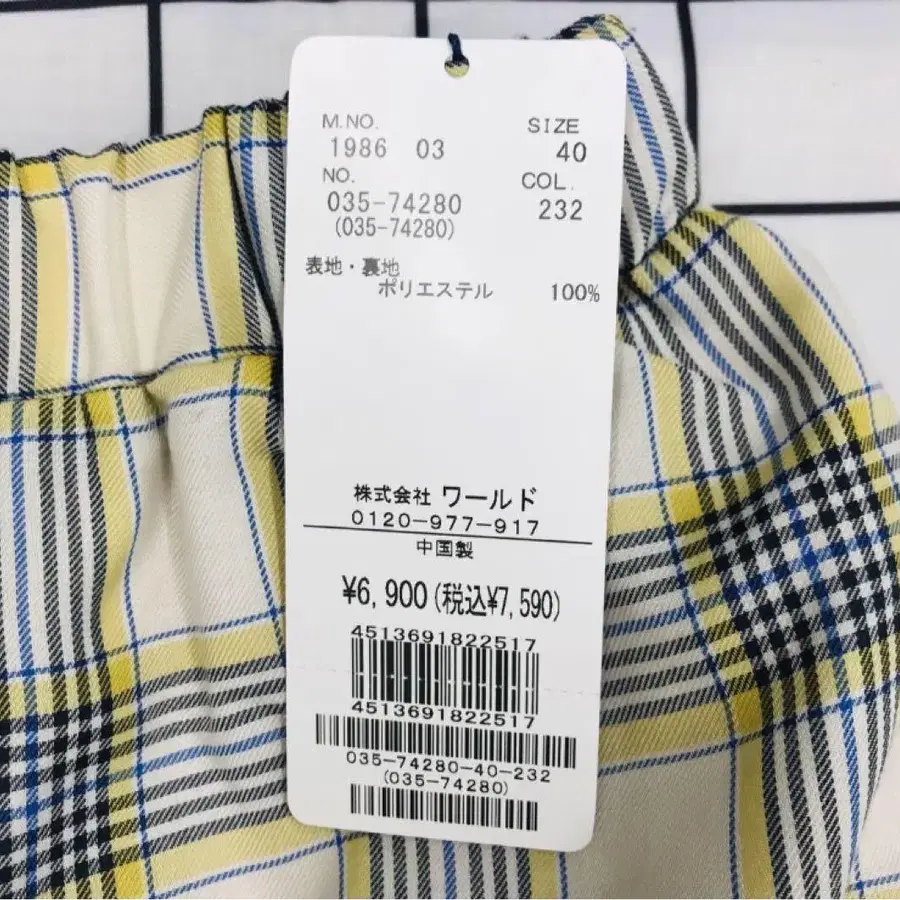 M.NO. SIZE
1986 03 40
NO. COL.
035-74280 232
(035-74280)
表地・裏地
ポリエステル 100%
株式会社 ワールド
0120-977-917
中国製
¥6,900(税込¥7,590)
4513691822517
4513691822517
035-74280-40-232
(035-74280)